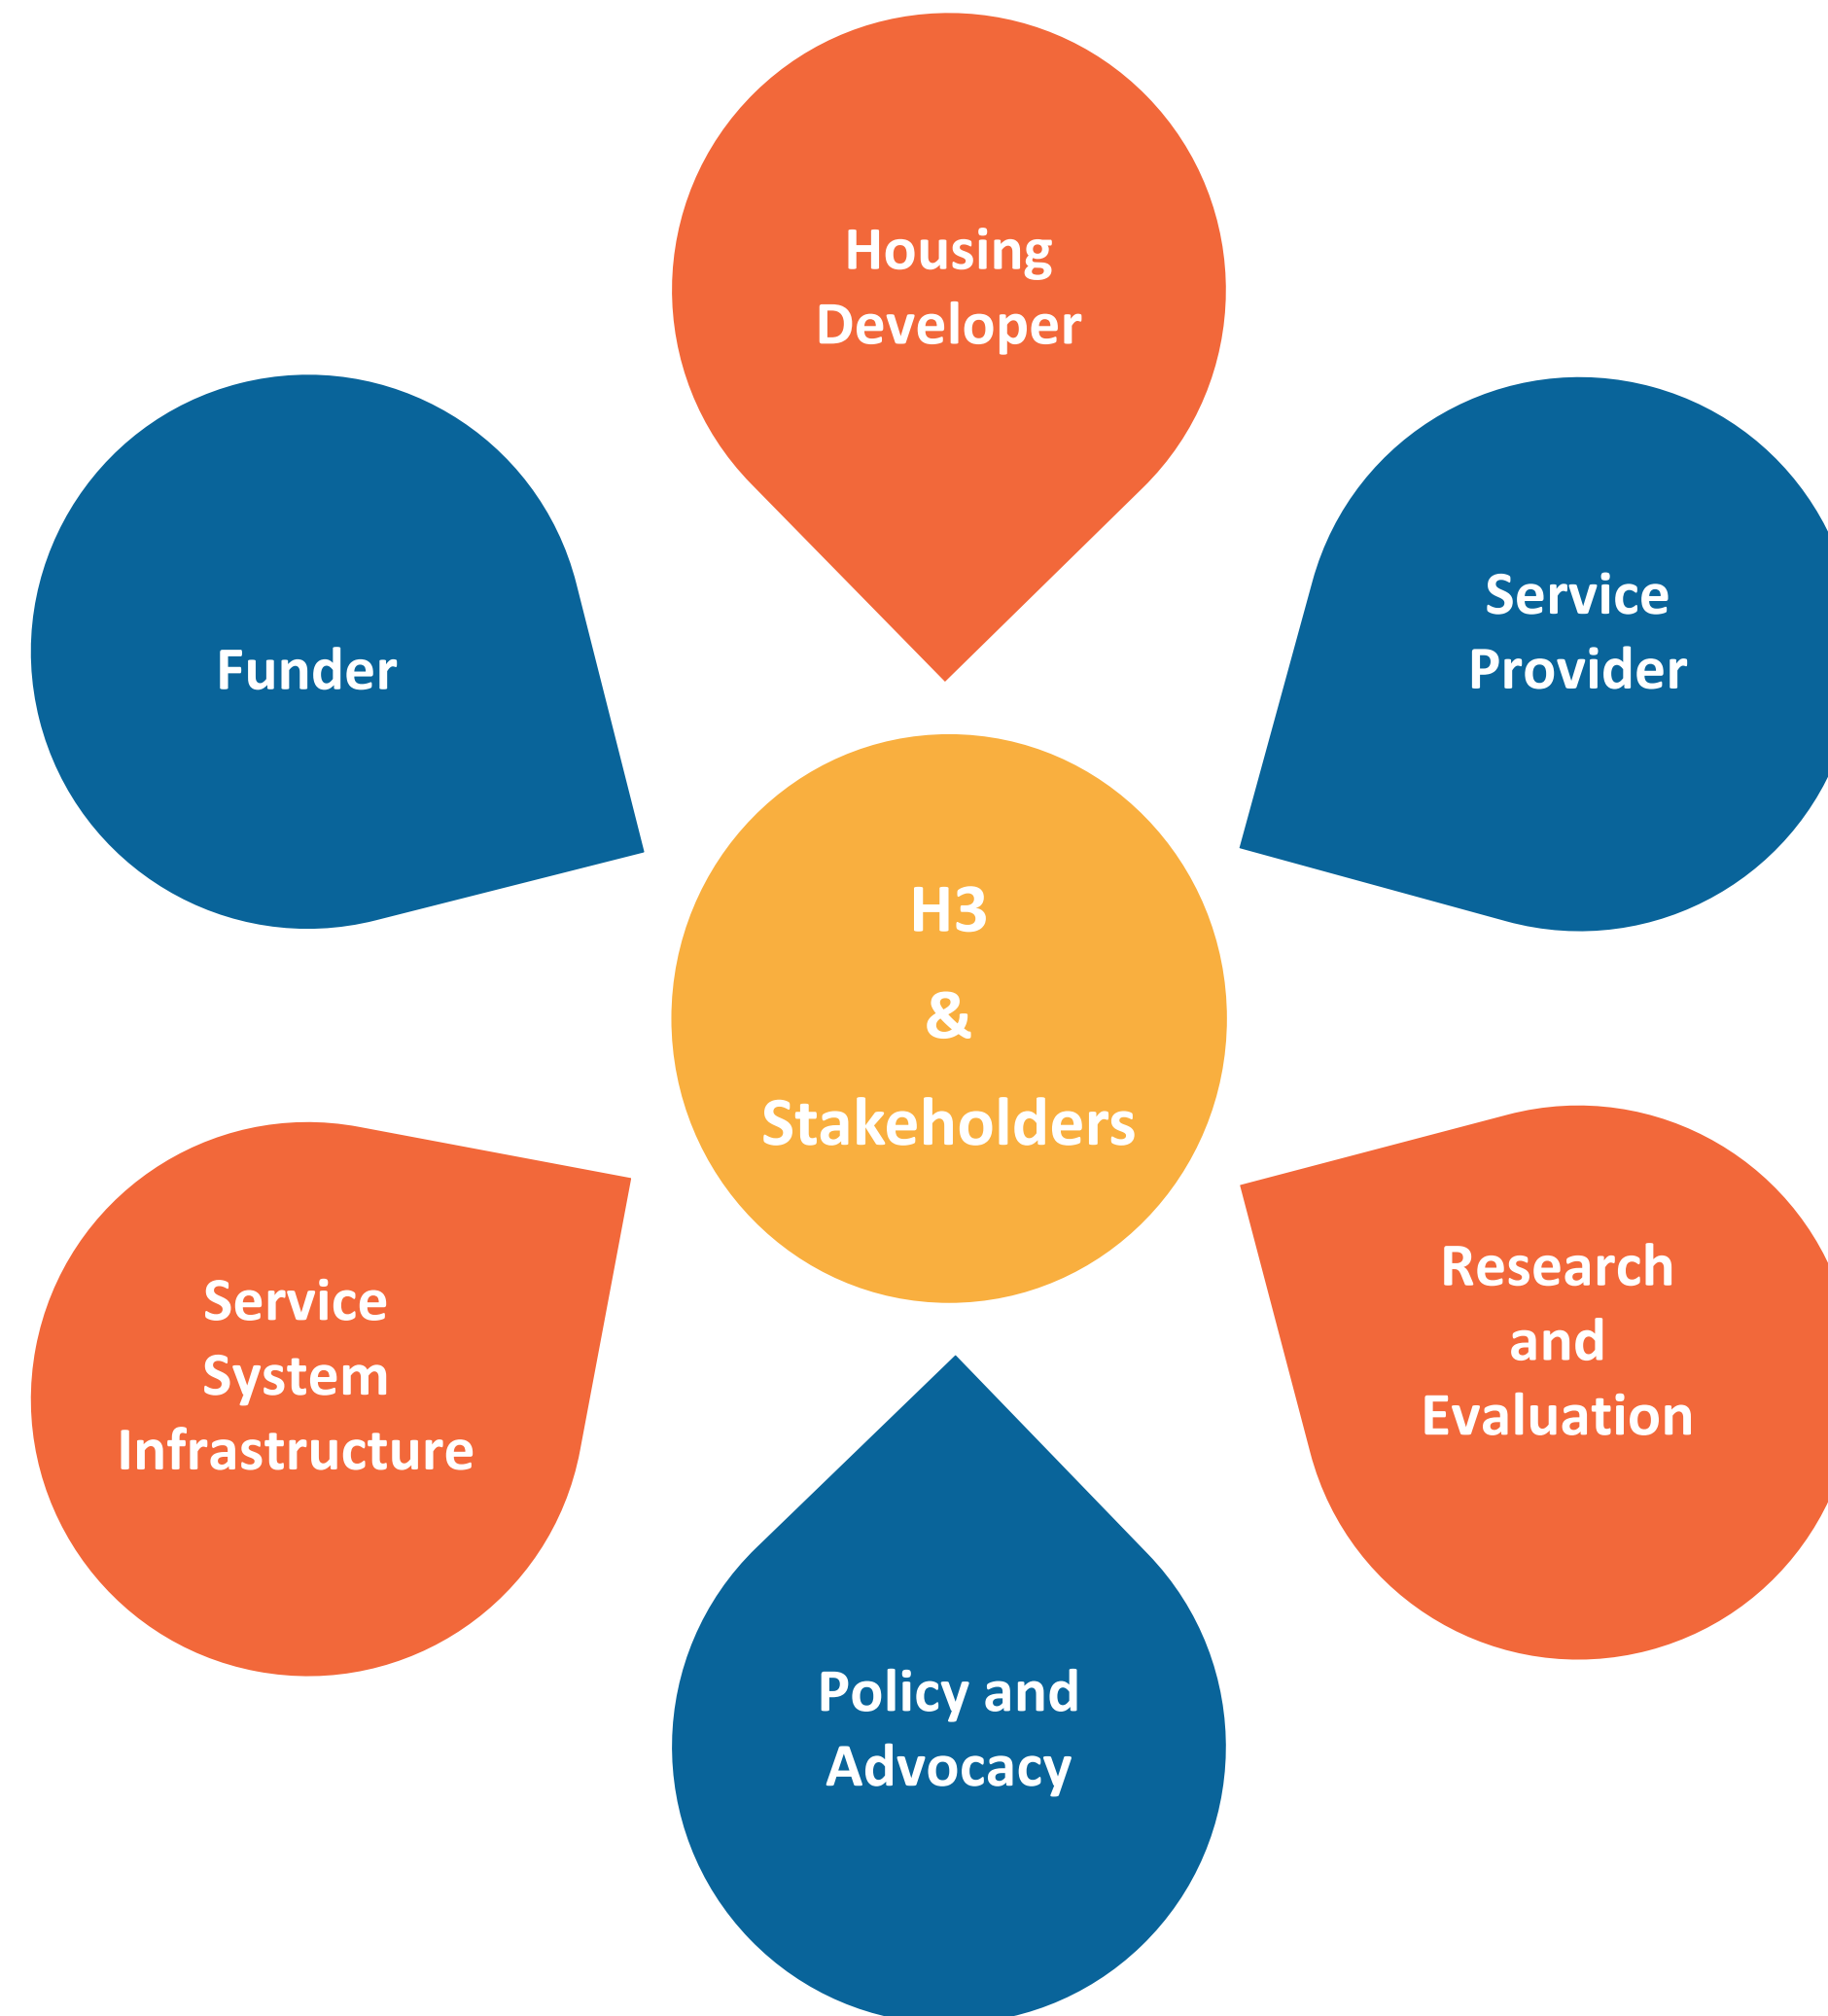 Housing
Developer
Service
Provider
Funder
H3
&
Stakeholders
Research
and
Evaluation
Service
System
Infrastructure
Policy and
Advocacy